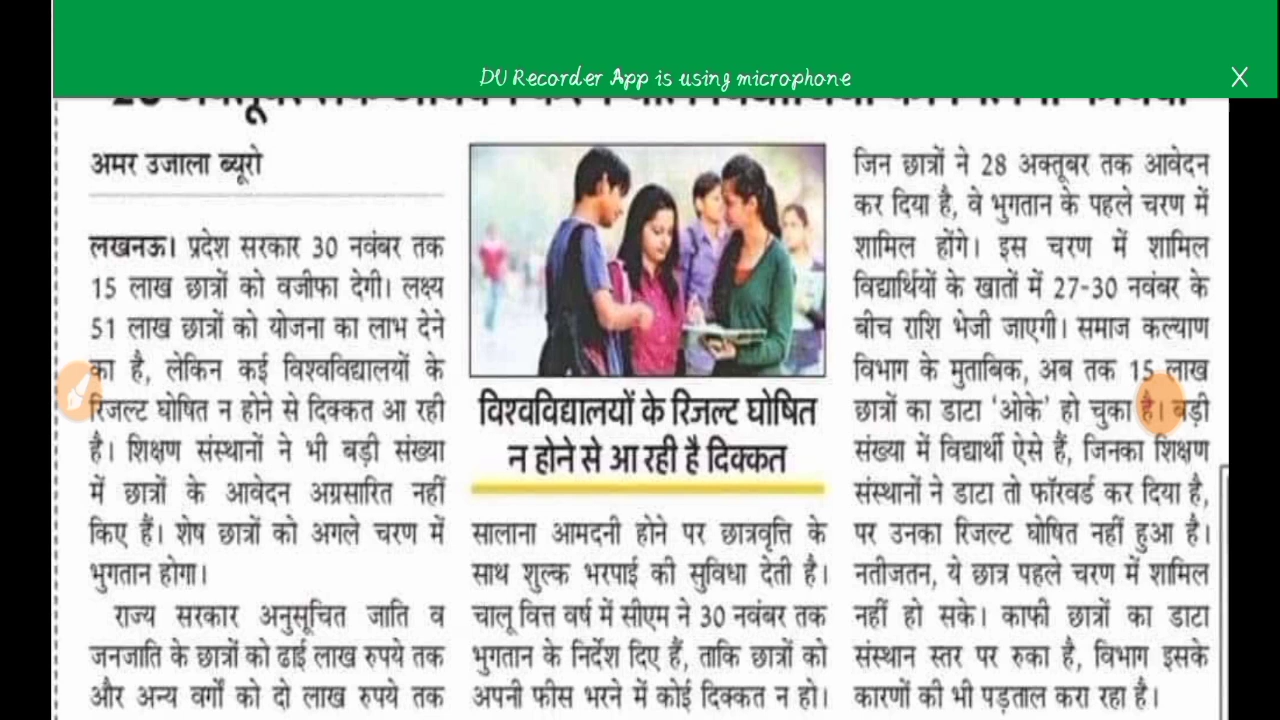 DU Recorder App is using microphone X
अमर उजाला ब्यूरो
लखनऊ। प्रदेश सरकार 30 नवंबर तक
15 लाख छात्रों को वजीफा देगी। लक्ष्य
51 लाख छात्रों को योजना का लाभ देने
का है, लेकिन कई विश्वविद्यालयों के
रिजल्ट घोषित न होने से दिक्कत आ रही
है। शिक्षण संस्थानों ने भी बड़ी संख्या
में छात्रों के आवेदन अग्रसारित नहीं
किए हैं। शेष छात्रों को अगले चरण में
भुगतान होगा।
राज्य सरकार अनुसूचित जाति व
जनजाति के छात्रों को ढाई लाख रुपये तक
और अन्य वर्गों को दो लाख रुपये तक
विश्वविद्यालयों के रिजल्ट घोषित
न होने से आ रही है दिक्कत
सालाना आमदनी होने पर छात्रवृत्ति के
साथ शुल्क भरपाई की सुविधा देती है।
चालू वित्त वर्ष में सीएम ने 30 नवंबर तक
भुगतान के निर्देश दिए हैं, ताकि छात्रों को
अपनी फीस भरने में कोई दिक्कत न हो।
जिन छात्रों ने 28 अक्तूबर तक आवेदन
कर दिया है, वे भुगतान के पहले चरण में
शामिल होंगे। इस चरण में शामिल
विद्यार्थियों के खातों में 27-30 नवंबर के
बीच राशि भेजी जाएगी। समाज कल्याण
विभाग के मुताबिक, अब तक 15 लाख
छात्रों का डाटा 'ओके' हो चुका है। बड़ी
संख्या में विद्यार्थी ऐसे हैं, जिनका शिक्षण
संस्थानों ने डाटा तो फॉरवर्ड कर दिया है,
पर उनका रिजल्ट घोषित नहीं हुआ है।
नतीजतन, ये छात्र पहले चरण में शामिल
नहीं हो सके। काफी छात्रों का डाटा
संस्थान स्तर पर रुका है, विभाग इसके
कारणों की भी पड़ताल करा रहा है।